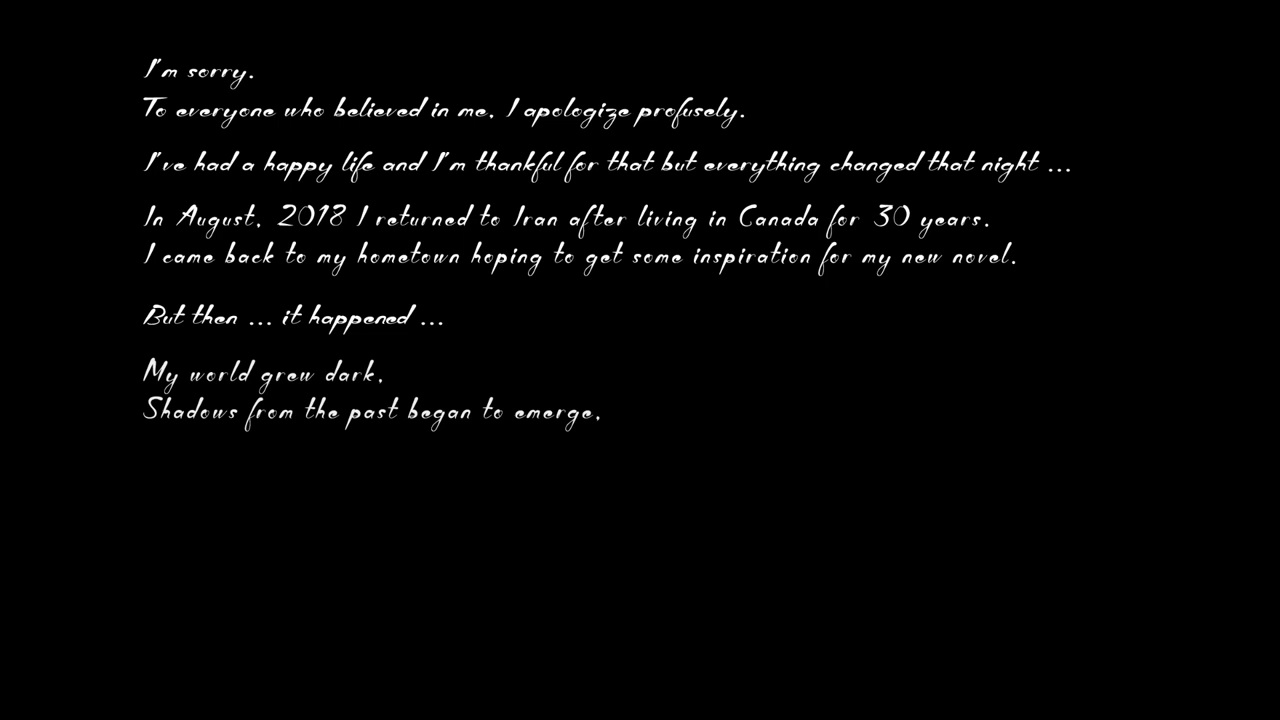 I'm sorry.
To everyone who believed in me, I apologize profusely.
I've had a happy life and I'm thankful for that but everything changed that night ...
In August, 2018 I returned to Iran after living in Canada for 30 years.
I came back to my hometown hoping to get some inspiration for my new novel.
But then ... it happened ...
My world grew dark,
Shadows from the past began to emerge,